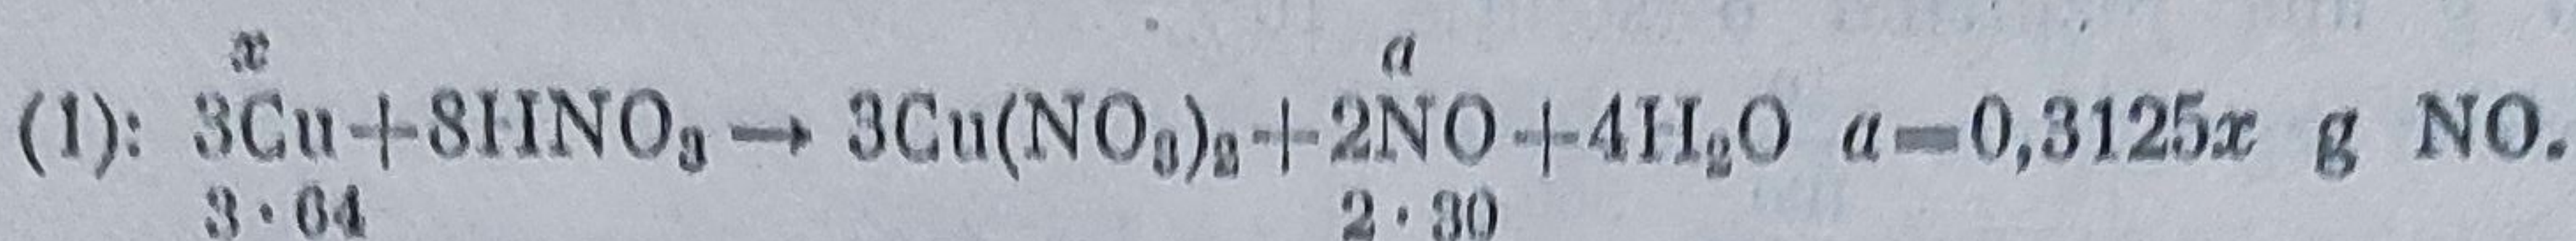 x a
(1): 3Cu+8HNO₃ → 3Cu(NO₃)₂+2NO+4H₂O a=0,3125x g NO.
3·64 2·30